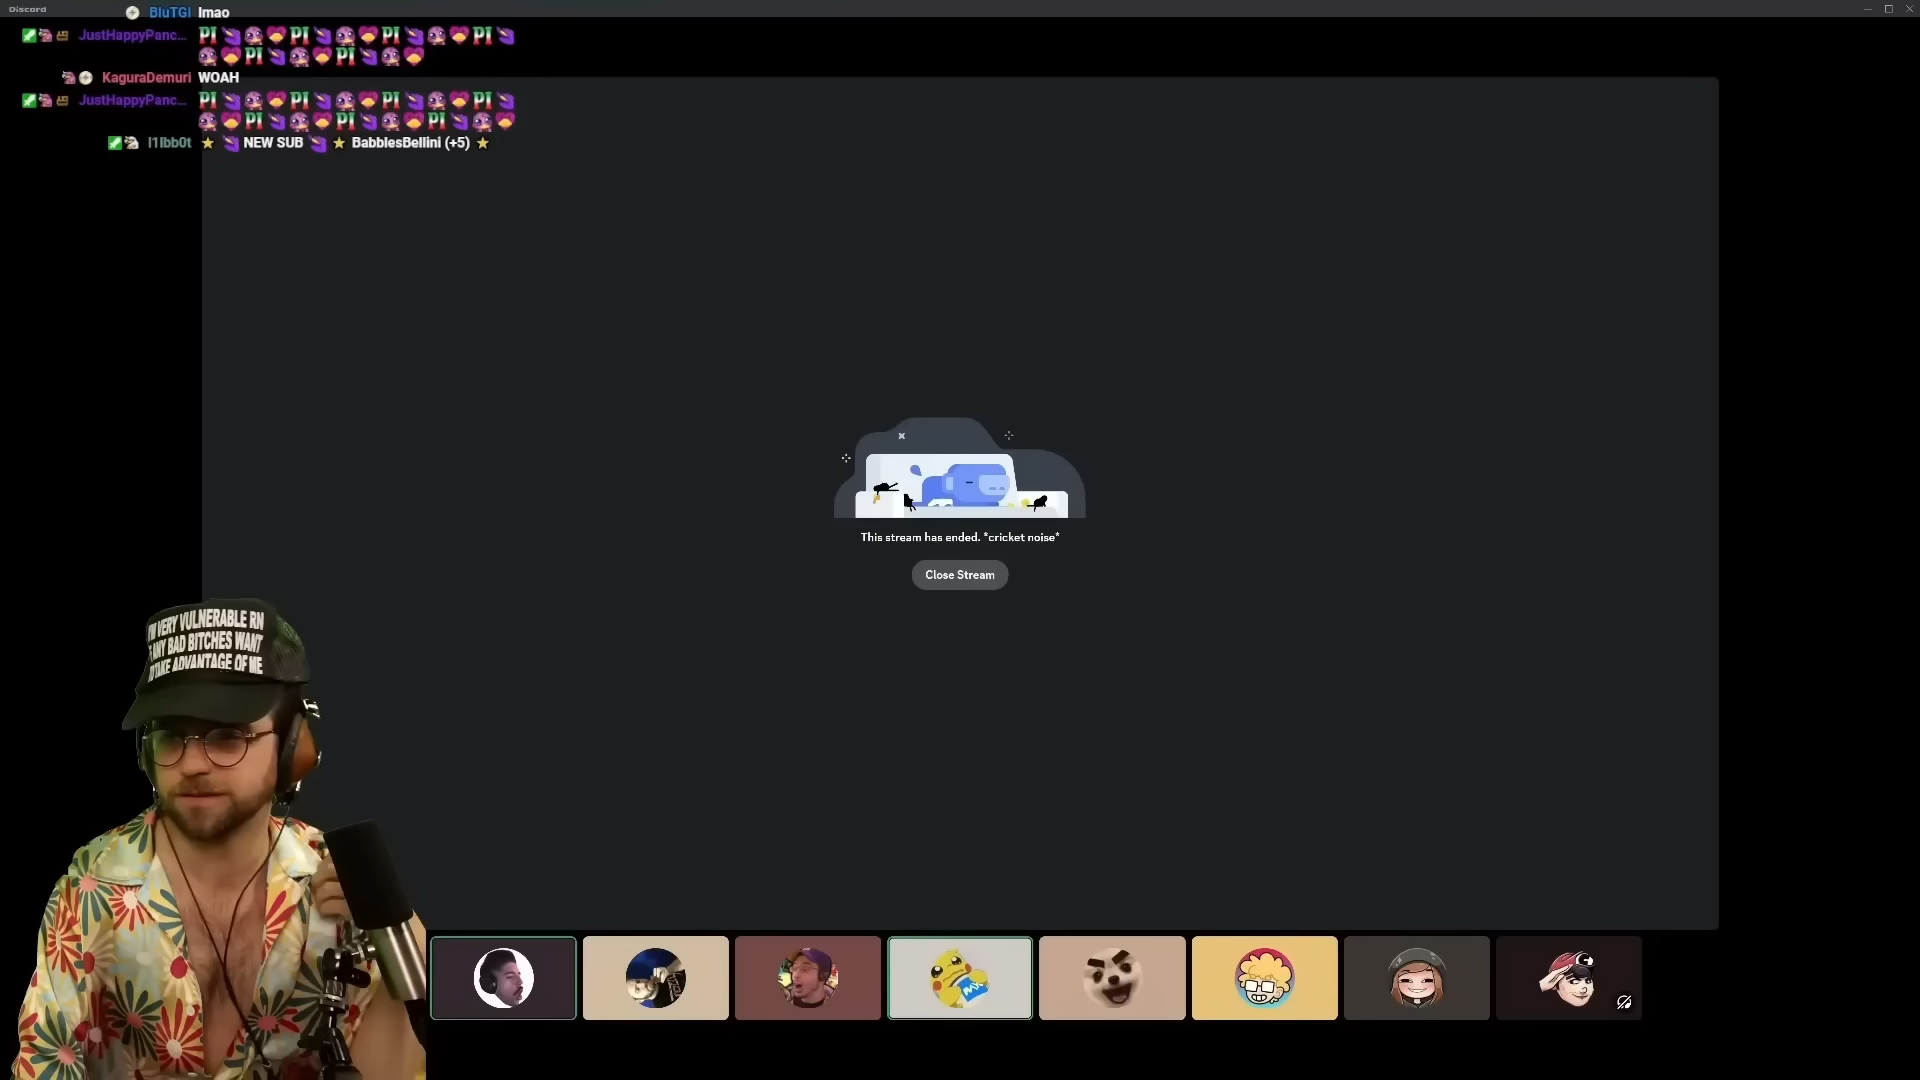 Discord
BluTGI lmao
JustHappyPanc... PI PI PI PI
PI PI
KaguraDemuri WOAH
JustHappyPanc... PI PI PI PI
PI PI PI
NEW SUB BabblesBellini (+5)
This stream has ended. *cricket noise*
Close Stream
VERY VULNERABLE RN
ANY BAD BITCHES WANT
TAKE ADVANTAGE OF ME